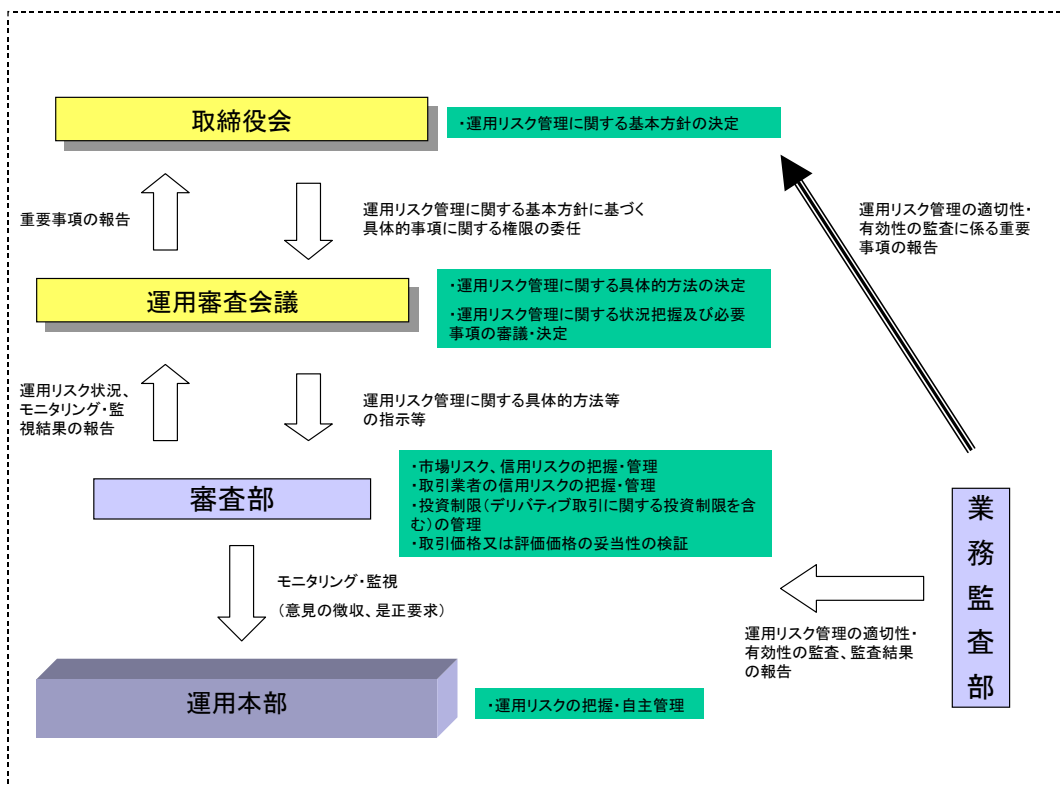 取締役会
・運用リスク管理に関する基本方針の決定
重要事項の報告
運用リスク管理に関する基本方針に基づく
具体的事項に関する権限の委任
運用リスク管理の適切性・
有効性の監査に係る重要
事項の報告
運用審査会議
・運用リスク管理に関する具体的方法の決定
・運用リスク管理に関する状況把握及び必要
事項の審議・決定
運用リスク状況、
モニタリング・監
視結果の報告
運用リスク管理に関する具体的方法等
の指示等
審査部
・市場リスク、信用リスクの把握・管理
・取引業者の信用リスクの把握・管理
・投資制限（デリバティブ取引に関する投資制限を含
む）の管理
・取引価格又は評価価格の妥当性の検証
業務監査部
モニタリング・監視
（意見の徴収、是正要求）
運用リスク管理の適切性・
有効性の監査、監査結果
の報告
運用本部
・運用リスクの把握・自主管理